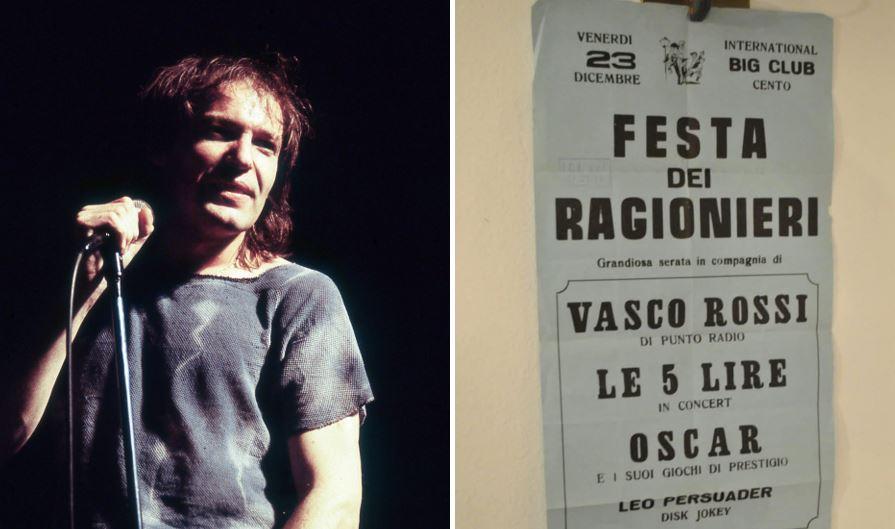 VENERDI
23
DICEMBRE
INTERNATIONAL
BIG CLUB
CENTO
FESTA
DEI
RAGIONIERI
Grandiosa serata in compagnia di
VASCO ROSSI
DI PUNTO RADIO
LE 5 LIRE
IN CONCERT
OSCAR
E I SUOI GIOCHI DI PRESTIGIO
LEO PERSUADER
DISK JOKEY